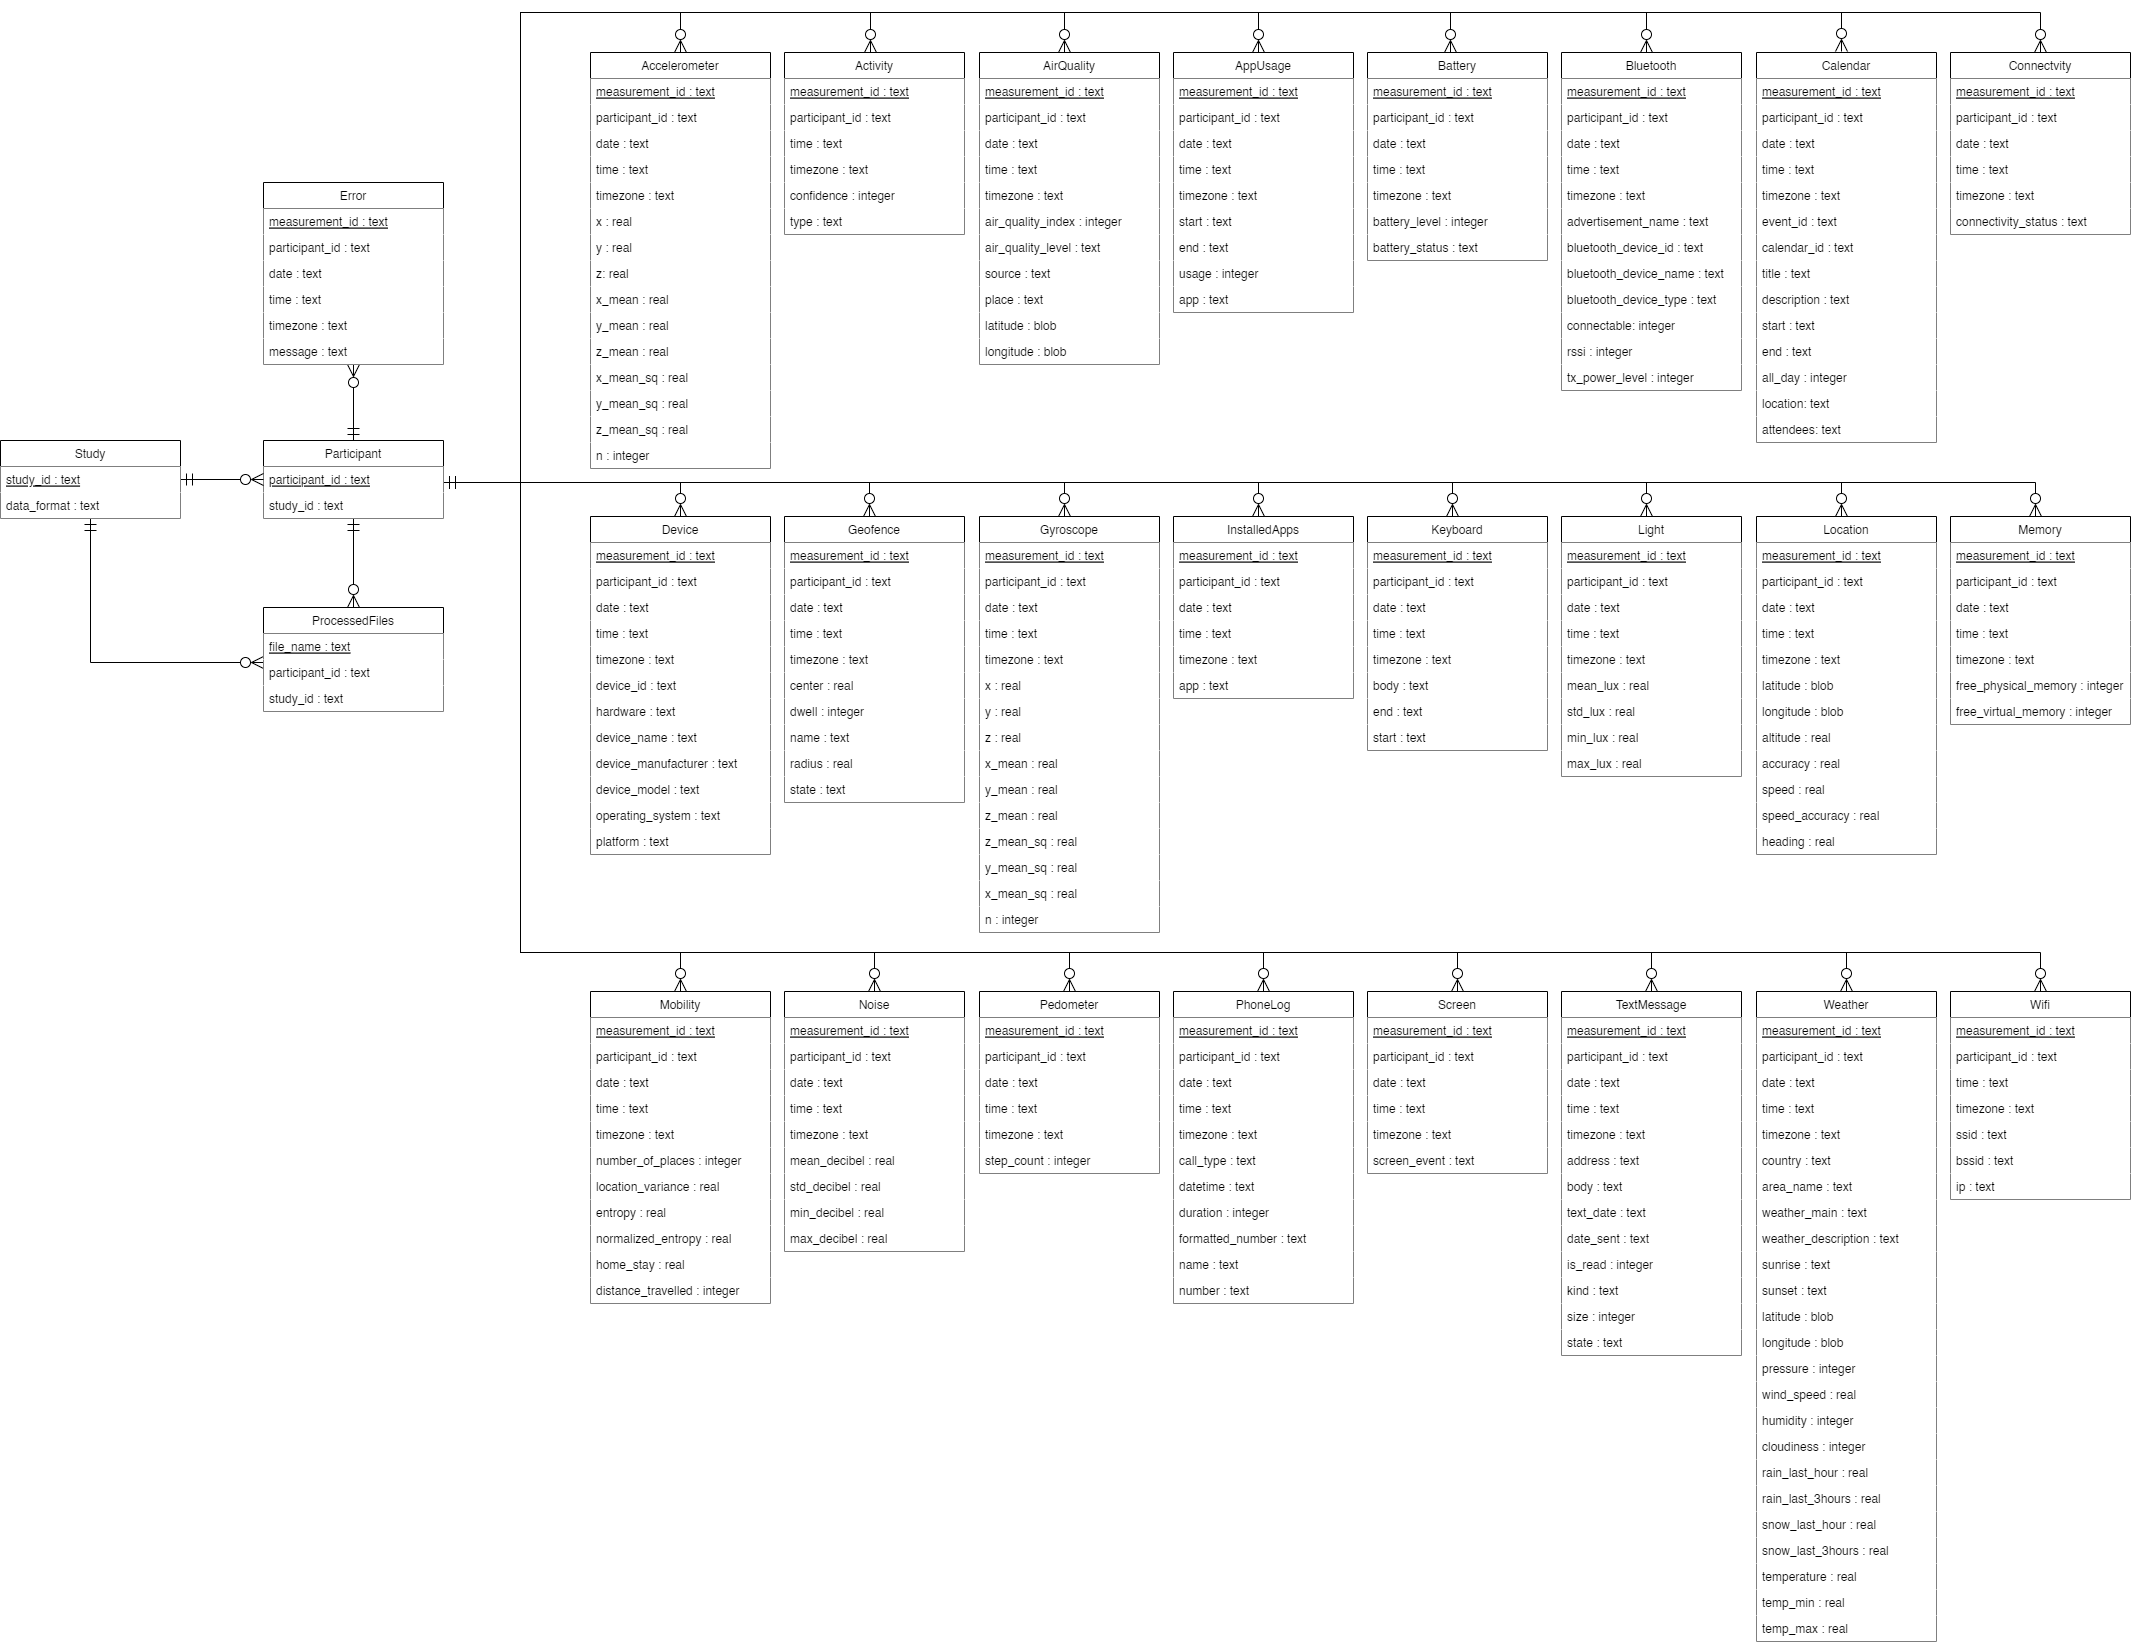 Accelerometer
measurement_id : text
participant_id : text
date : text
time : text
timezone : text
x : real
y : real
z: real
x_mean : real
y_mean : real
z_mean : real
x_mean_sq : real
y_mean_sq : real
z_mean_sq : real
n : integer
Activity
measurement_id : text
participant_id : text
time : text
timezone : text
confidence : integer
type : text
AirQuality
measurement_id : text
participant_id : text
date : text
time : text
timezone : text
air_quality_index : integer
air_quality_level : text
source : text
place : text
latitude : blob
longitude : blob
AppUsage
measurement_id : text
participant_id : text
date : text
time : text
timezone : text
start : text
end : text
usage : integer
app : text
Battery
measurement_id : text
participant_id : text
date : text
time : text
timezone : text
battery_level : integer
battery_status : text
Bluetooth
measurement_id : text
participant_id : text
date : text
time : text
timezone : text
advertisement_name : text
bluetooth_device_id : text
bluetooth_device_name : text
bluetooth_device_type : text
connectable: integer
rssi : integer
tx_power_level : integer
Calendar
measurement_id : text
participant_id : text
date : text
time : text
timezone : text
event_id : text
calendar_id : text
title : text
description : text
start : text
end : text
all_day : integer
location: text
attendees: text
Connectvity
measurement_id : text
participant_id : text
date : text
time : text
timezone : text
connectivity_status : text
Error
measurement_id : text
participant_id : text
date : text
time : text
timezone : text
message : text
Study
study_id : text
data_format : text
Participant
participant_id : text
study_id : text
ProcessedFiles
file_name : text
participant_id : text
study_id : text
Device
measurement_id : text
participant_id : text
date : text
time : text
timezone : text
device_id : text
hardware : text
device_name : text
device_manufacturer : text
device_model : text
operating_system : text
platform : text
Geofence
measurement_id : text
participant_id : text
date : text
time : text
timezone : text
center : real
dwell : integer
name : text
radius : real
state : text
Gyroscope
measurement_id : text
participant_id : text
date : text
time : text
timezone : text
x : real
y : real
z : real
x_mean : real
y_mean : real
z_mean : real
z_mean_sq : real
y_mean_sq : real
x_mean_sq : real
n : integer
InstalledApps
measurement_id : text
participant_id : text
date : text
time : text
timezone : text
app : text
Keyboard
measurement_id : text
participant_id : text
date : text
time : text
timezone : text
body : text
end : text
start : text
Light
measurement_id : text
participant_id : text
date : text
time : text
timezone : text
mean_lux : real
std_lux : real
min_lux : real
max_lux : real
Location
measurement_id : text
participant_id : text
date : text
time : text
timezone : text
latitude : blob
longitude : blob
altitude : real
accuracy : real
speed : real
speed_accuracy : real
heading : real
Memory
measurement_id : text
participant_id : text
date : text
time : text
timezone : text
free_physical_memory : integer
free_virtual_memory : integer
Mobility
measurement_id : text
participant_id : text
date : text
time : text
timezone : text
number_of_places : integer
location_variance : real
entropy : real
normalized_entropy : real
home_stay : real
distance_travelled : integer
Noise
measurement_id : text
participant_id : text
date : text
time : text
timezone : text
mean_decibel : real
std_decibel : real
min_decibel : real
max_decibel : real
Pedometer
measurement_id : text
participant_id : text
date : text
time : text
timezone : text
step_count : integer
PhoneLog
measurement_id : text
participant_id : text
date : text
time : text
timezone : text
call_type : text
datetime : text
duration : integer
formatted_number : text
name : text
number : text
Screen
measurement_id : text
participant_id : text
date : text
time : text
timezone : text
screen_event : text
TextMessage
measurement_id : text
participant_id : text
date : text
time : text
timezone : text
address : text
body : text
text_date : text
date_sent : text
is_read : integer
kind : text
size : integer
state : text
Weather
measurement_id : text
participant_id : text
date : text
time : text
timezone : text
country : text
area_name : text
weather_main : text
weather_description : text
sunrise : text
sunset : text
latitude : blob
longitude : blob
pressure : integer
wind_speed : real
humidity : integer
cloudiness : integer
rain_last_hour : real
rain_last_3hours : real
snow_last_hour : real
snow_last_3hours : real
temperature : real
temp_min : real
temp_max : real
Wifi
measurement_id : text
participant_id : text
time : text
timezone : text
ssid : text
bssid : text
ip : text